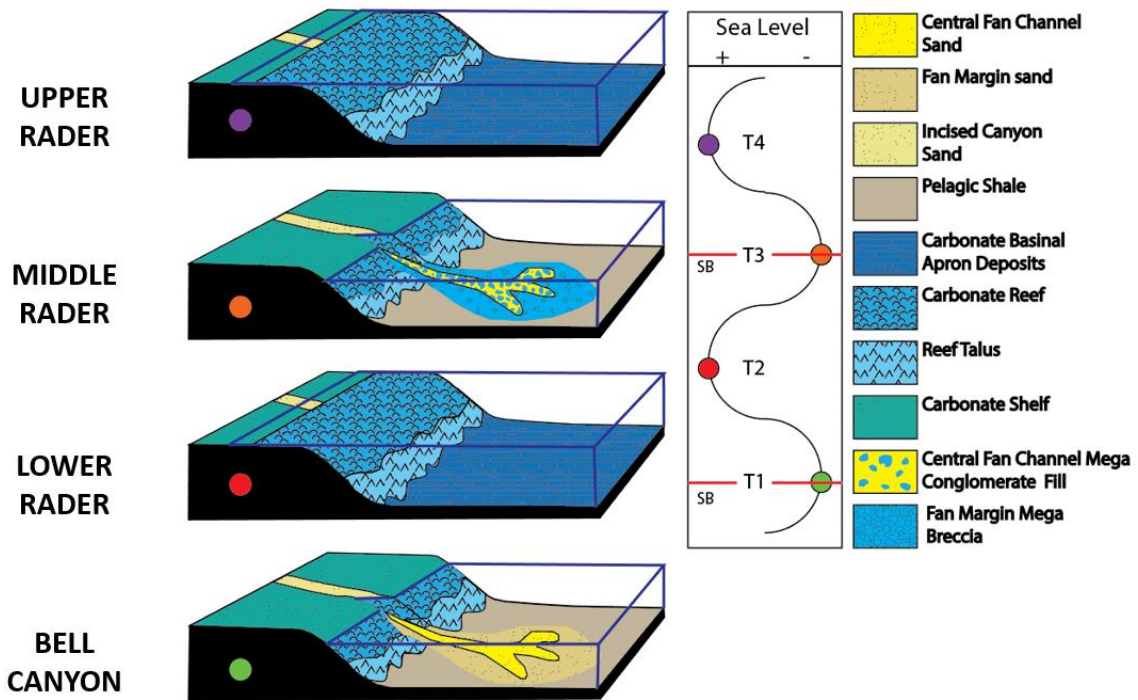 UPPER
RADER
MIDDLE
RADER
LOWER
RADER
BELL
CANYON
Sea Level
+ -
T4
T3
SB
T2
T1
SB
Central Fan Channel
Sand
Fan Margin sand
Incised Canyon
Sand
Pelagic Shale
Carbonate Basinal
Apron Deposits
Carbonate Reef
Reef Talus
Carbonate Shelf
Central Fan Channel Mega
Conglomerate Fill
Fan Margin Mega
Breccia